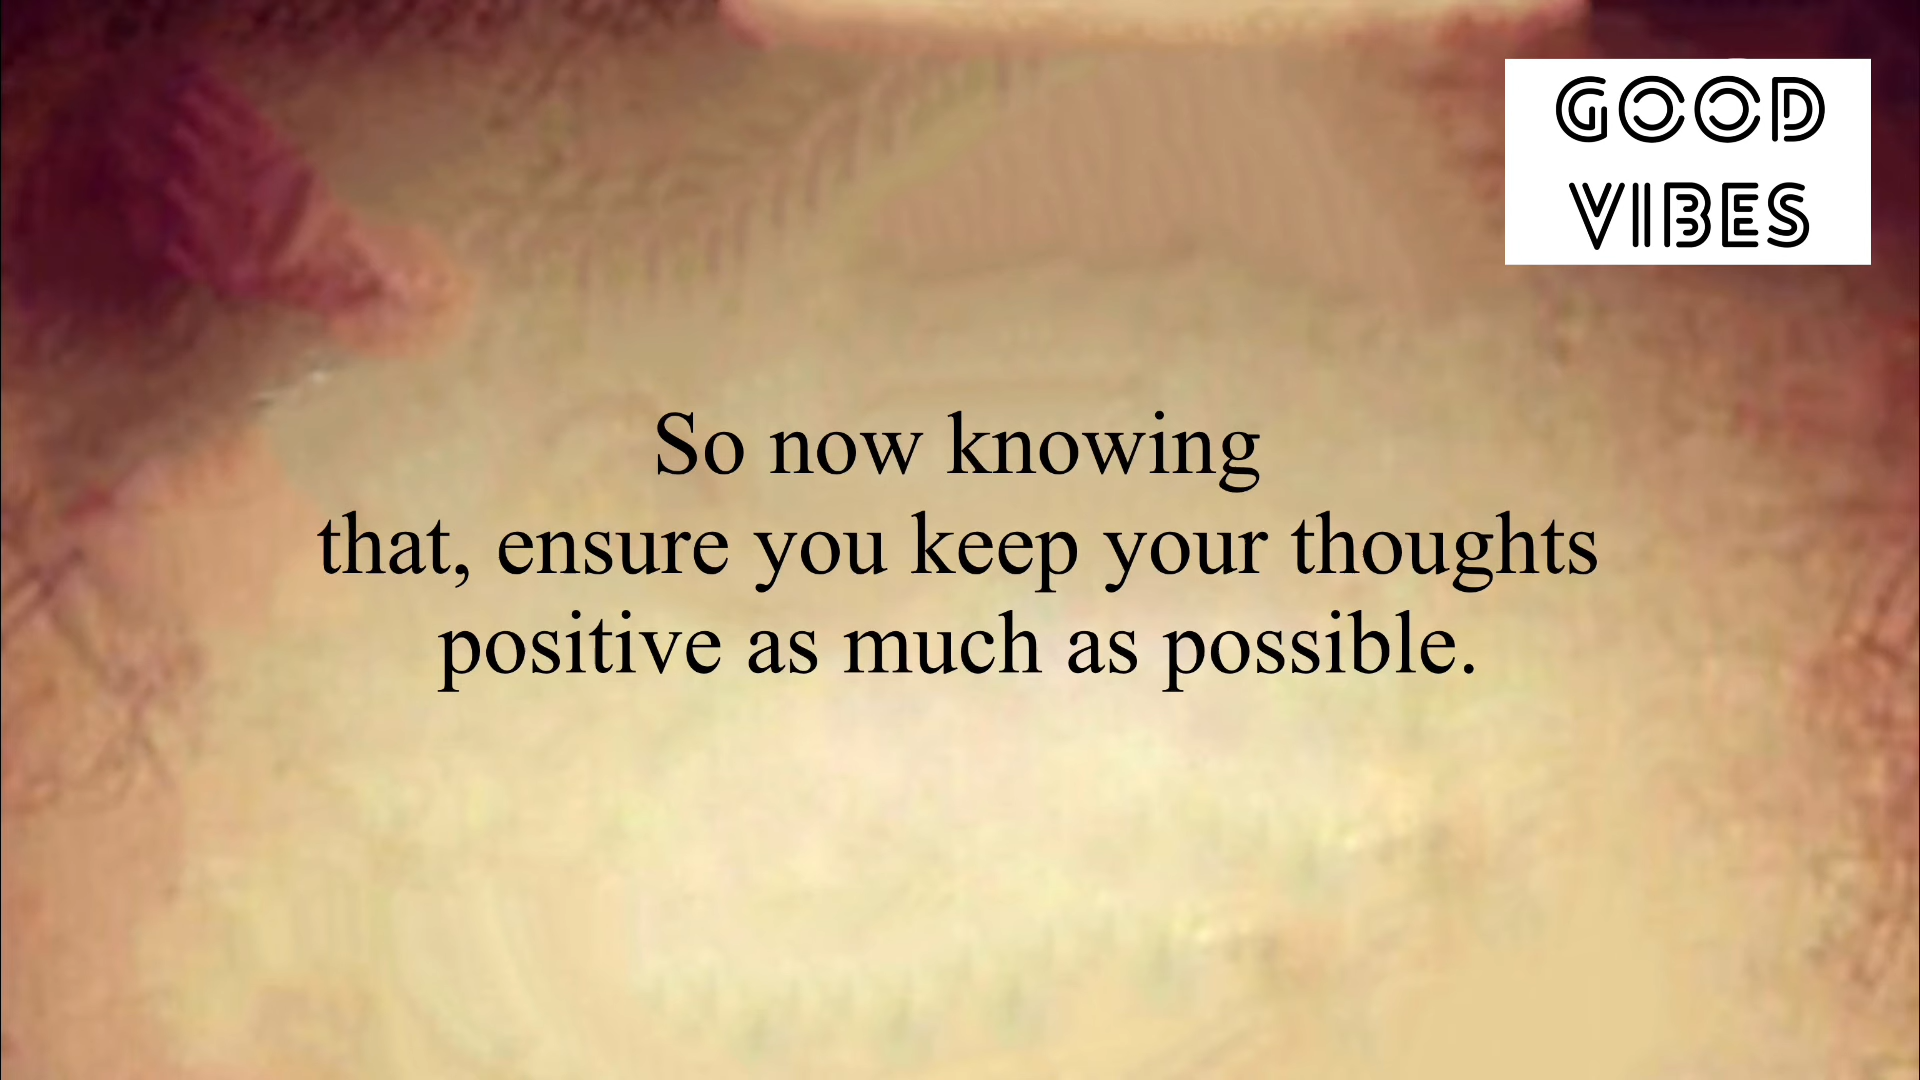 GOOD
VIBES
So now knowing
that, ensure you keep your thoughts
positive as much as possible.